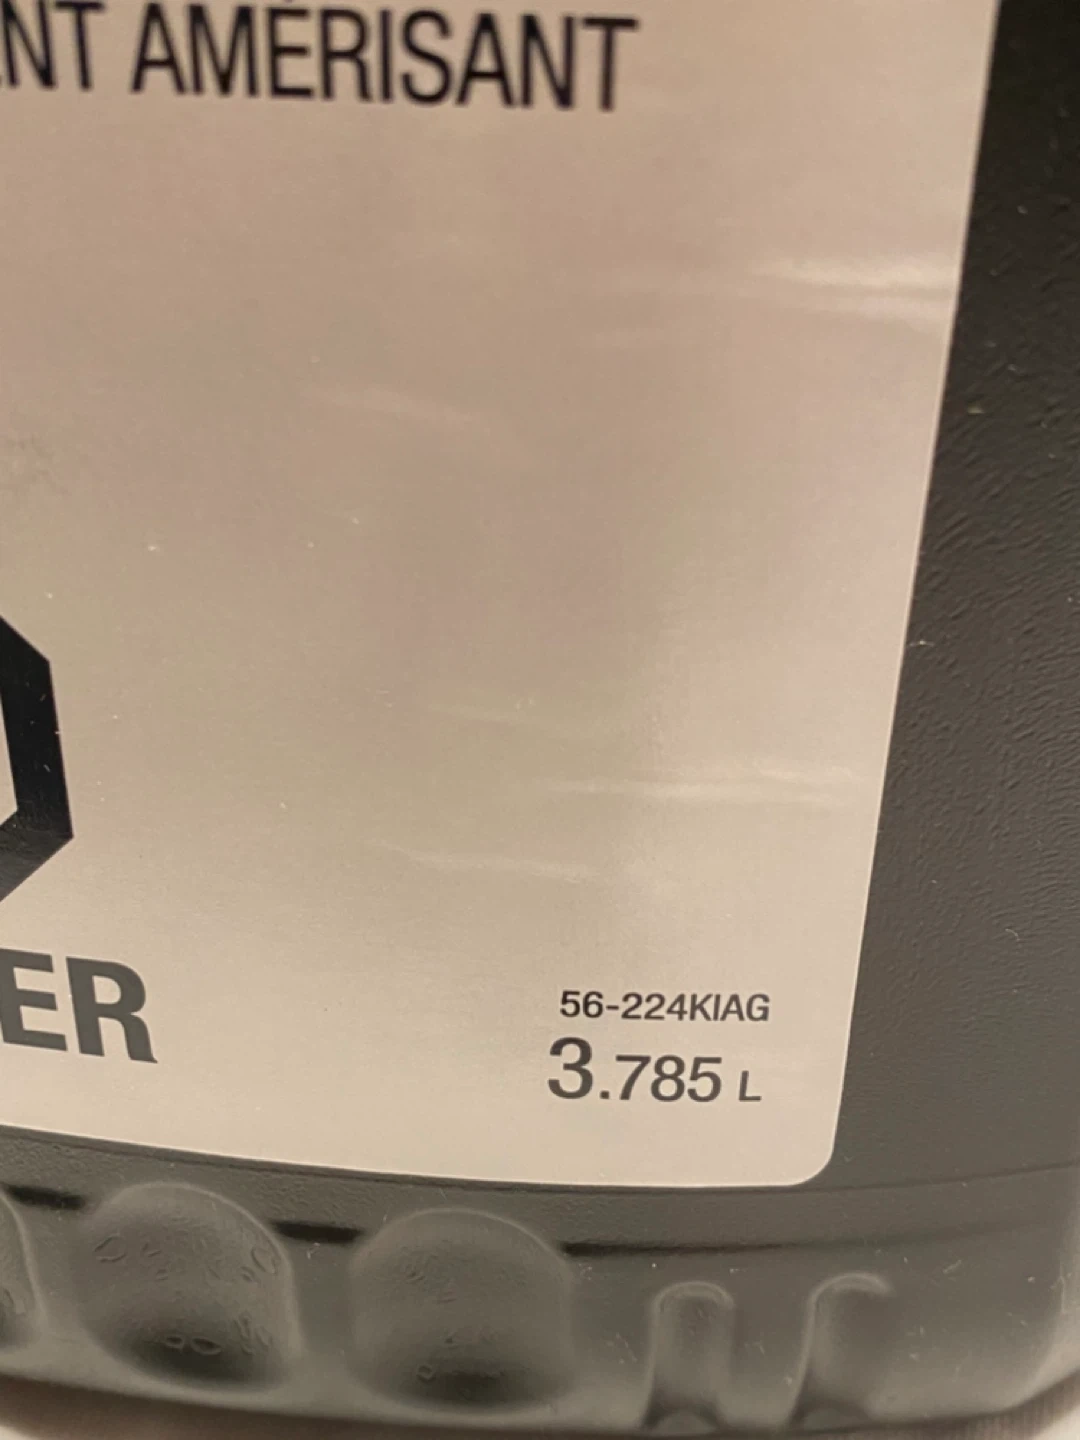 NT AMÉRISANT
ER
56-224KIAG
3.785 L